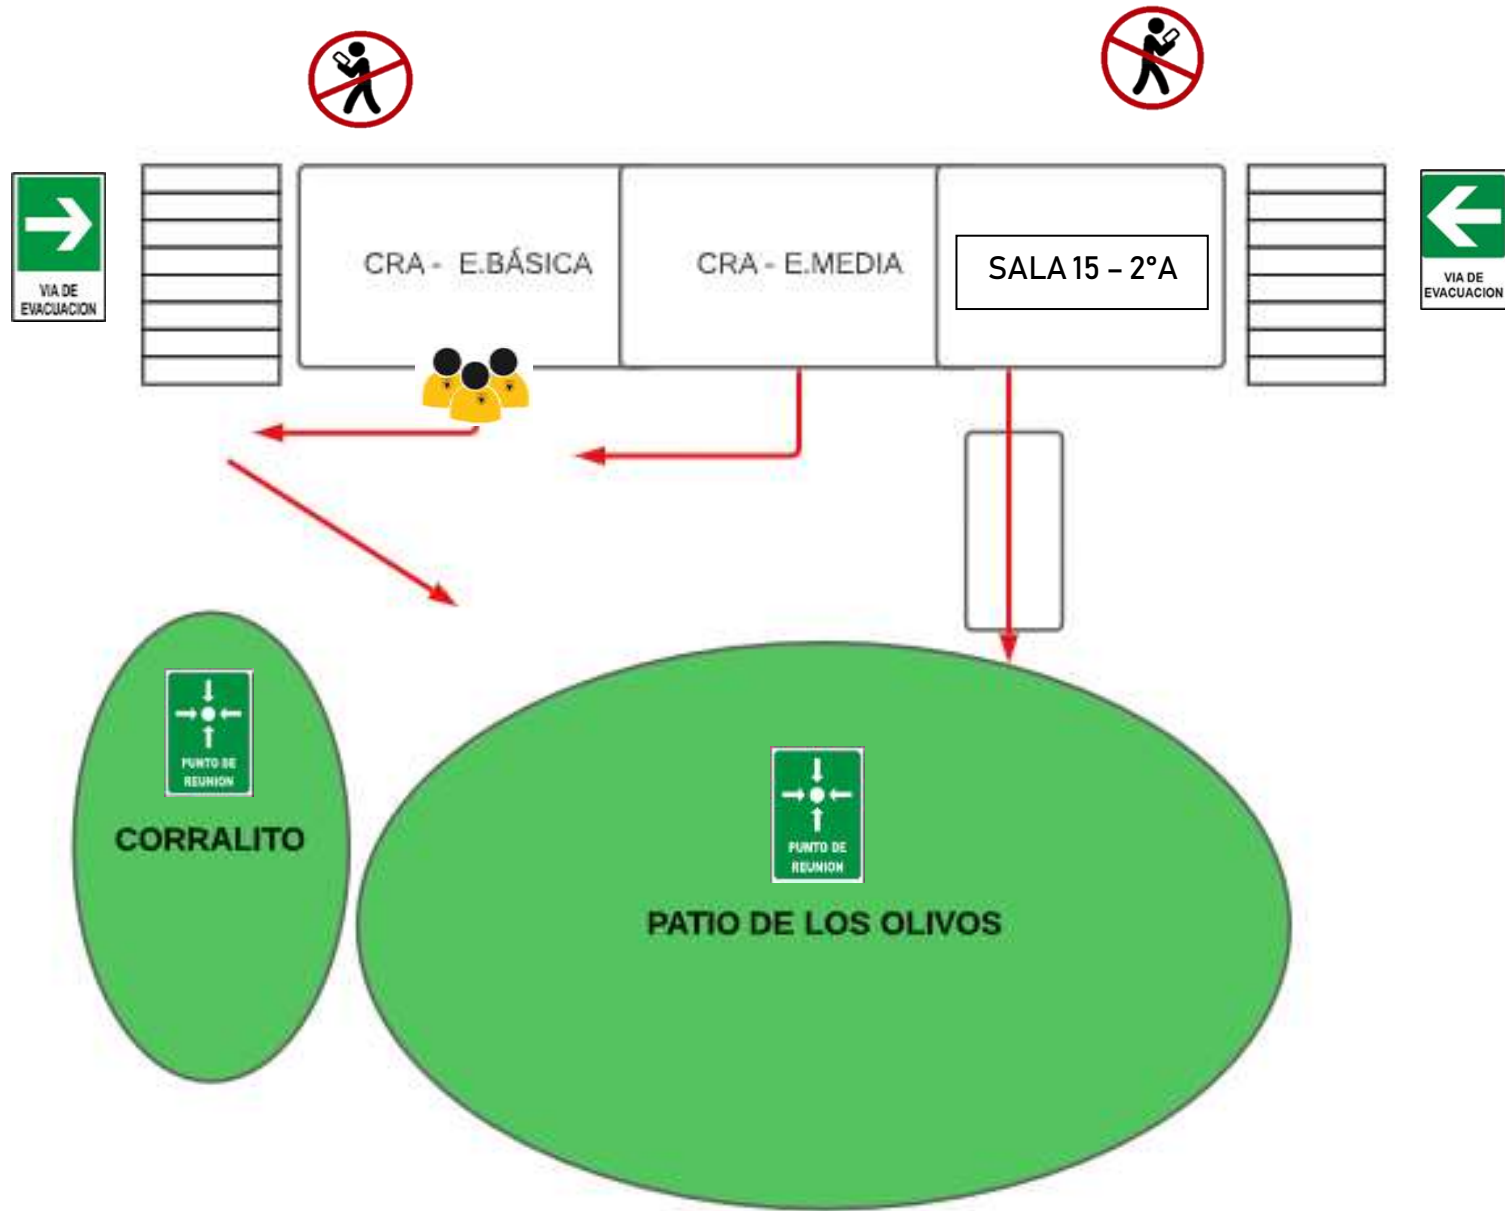 VIA DE
EVACUACION
CRA - E.BÁSICA
CRA - E.MEDIA
SALA 15 – 2°A
VIA DE
EVACUACION
PUNTO DE
REUNION
CORRALITO
PUNTO DE
REUNION
PATIO DE LOS OLIVOS